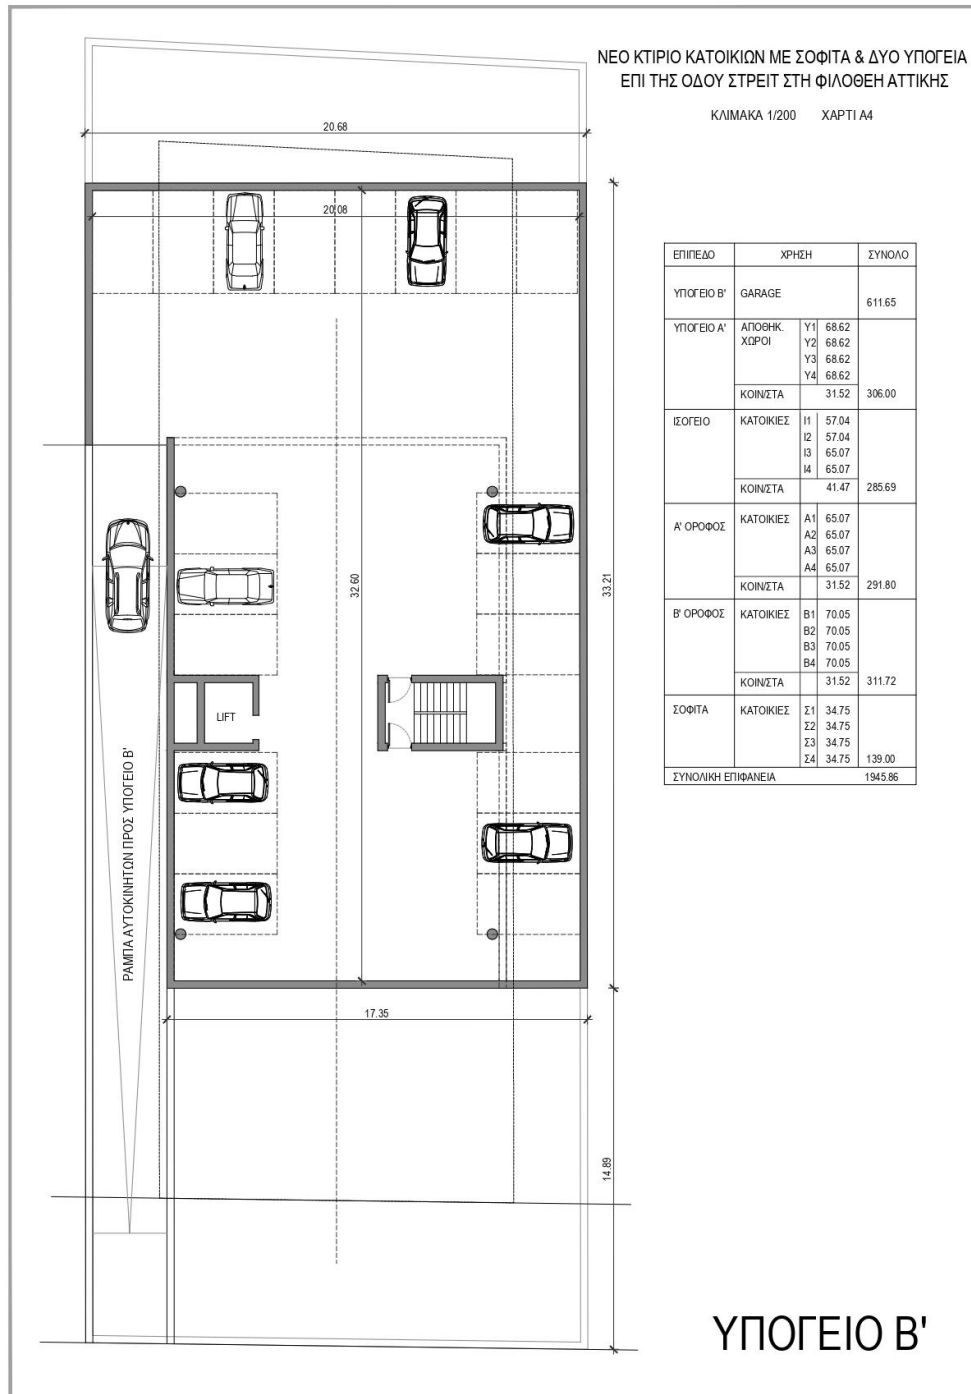 ΝΕΟ ΚΤΙΡΙΟ ΚΑΤΟΙΚΙΩΝ ΜΕ ΣΟΦΙΤΑ & ΔΥΟ ΥΠΟΓΕΙΑ
ΕΠΙ ΤΗΣ ΟΔΟΥ ΣΤΡΕΙΤ ΣΤΗ ΦΙΛΟΘΕΗ ΑΤΤΙΚΗΣ
ΚΛΙΜΑΚΑ 1/200 ΧΑΡΤΙ Α4
20.68
20.08
32.60
33.21
LIFT
ΡΑΜΠΑ ΑΥΤΟΚΙΝΗΤΩΝ ΠΡΟΣ ΥΠΟΓΕΙΟ Β'
17.35
14.89
ΕΠΙΠΕΔΟ ΧΡΗΣΗ ΣΥΝΟΛΟ
ΥΠΟΓΕΙΟ Β' GARAGE 611.65
ΥΠΟΓΕΙΟ Α' ΑΠΟΘΗΚ. Υ1 68.62
ΧΩΡΟΙ Υ2 68.62
Υ3 68.62
Υ4 68.62
ΚΟΙΝ/ΣΤΑ 31.52 306.00
ΙΣΟΓΕΙΟ ΚΑΤΟΙΚΙΕΣ Ι1 57.04
Ι2 57.04
Ι3 65.07
Ι4 65.07
ΚΟΙΝ/ΣΤΑ 41.47 285.69
Α' ΟΡΟΦΟΣ ΚΑΤΟΙΚΙΕΣ Α1 65.07
Α2 65.07
Α3 65.07
Α4 65.07
ΚΟΙΝ/ΣΤΑ 31.52 291.80
Β' ΟΡΟΦΟΣ ΚΑΤΟΙΚΙΕΣ Β1 70.05
Β2 70.05
Β3 70.05
Β4 70.05
ΚΟΙΝ/ΣΤΑ 31.52 311.72
ΣΟΦΙΤΑ ΚΑΤΟΙΚΙΕΣ Σ1 34.75
Σ2 34.75
Σ3 34.75
Σ4 34.75 139.00
ΣΥΝΟΛΙΚΗ ΕΠΙΦΑΝΕΙΑ 1945.86
ΥΠΟΓΕΙΟ Β'